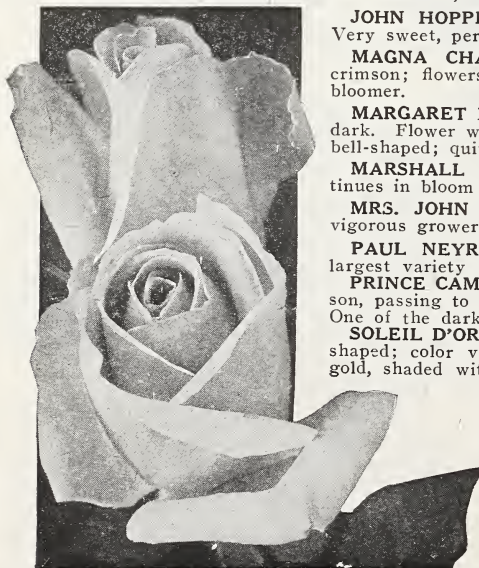 JOHN HOPPE
Very sweet, per
MAGNA CHA
crimson; flowers
bloomer.
MARGARET
dark. Flower w
bell-shaped; qui
MARSHALL
tinues in bloom
MRS. JOHN
vigorous grower
PAUL NEYR
largest variety
PRINCE CAM
son, passing to
One of the dark
SOLEIL D'OR
shaped; color v
gold, shaded wit